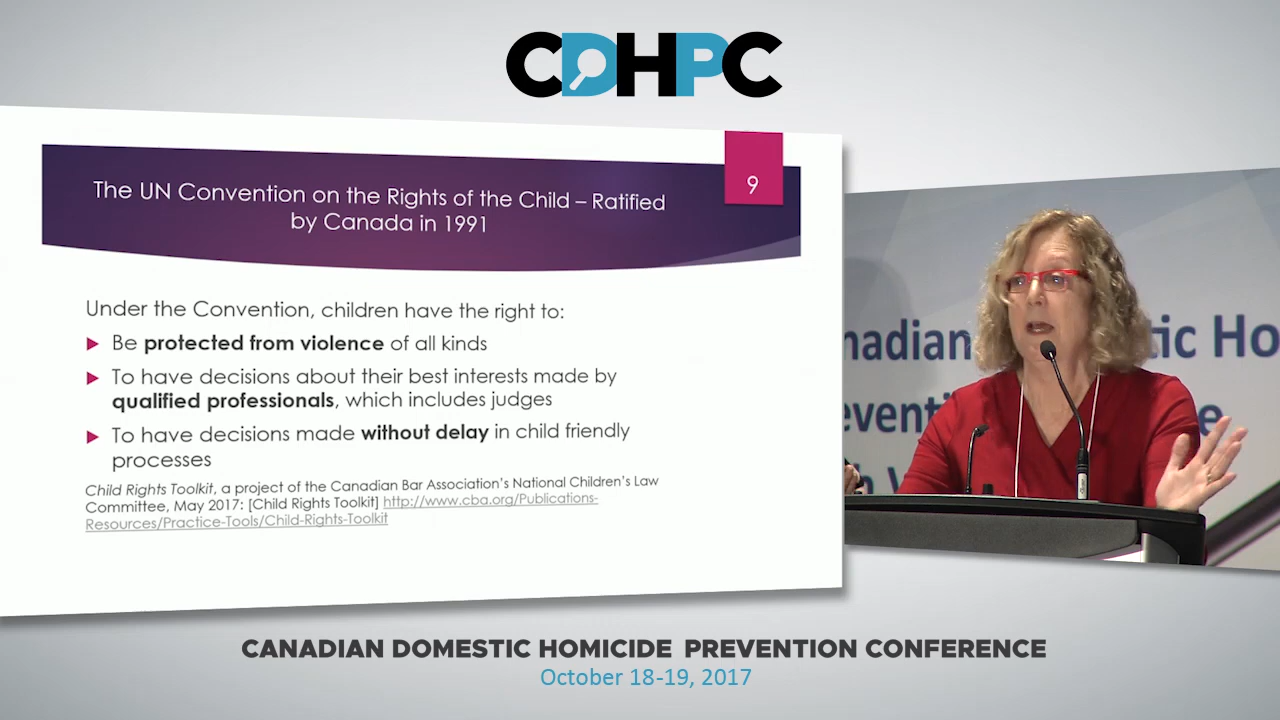 CDHPC
9
The UN Convention on the Rights of the Child – Ratified
by Canada in 1991
Under the Convention, children have the right to:
Be protected from violence of all kinds
To have decisions about their best interests made by
qualified professionals, which includes judges
To have decisions made without delay in child friendly
processes
Child Rights Toolkit, a project of the Canadian Bar Association's National Children's Law
Committee, May 2017: [Child Rights Toolkit] http://www.cba.org/Publications-
Resources/Practice-Tools/Child-Rights-Toolkit
nadian tic Ho
eventi e
CANADIAN DOMESTIC HOMICIDE PREVENTION CONFERENCE
October 18-19, 2017